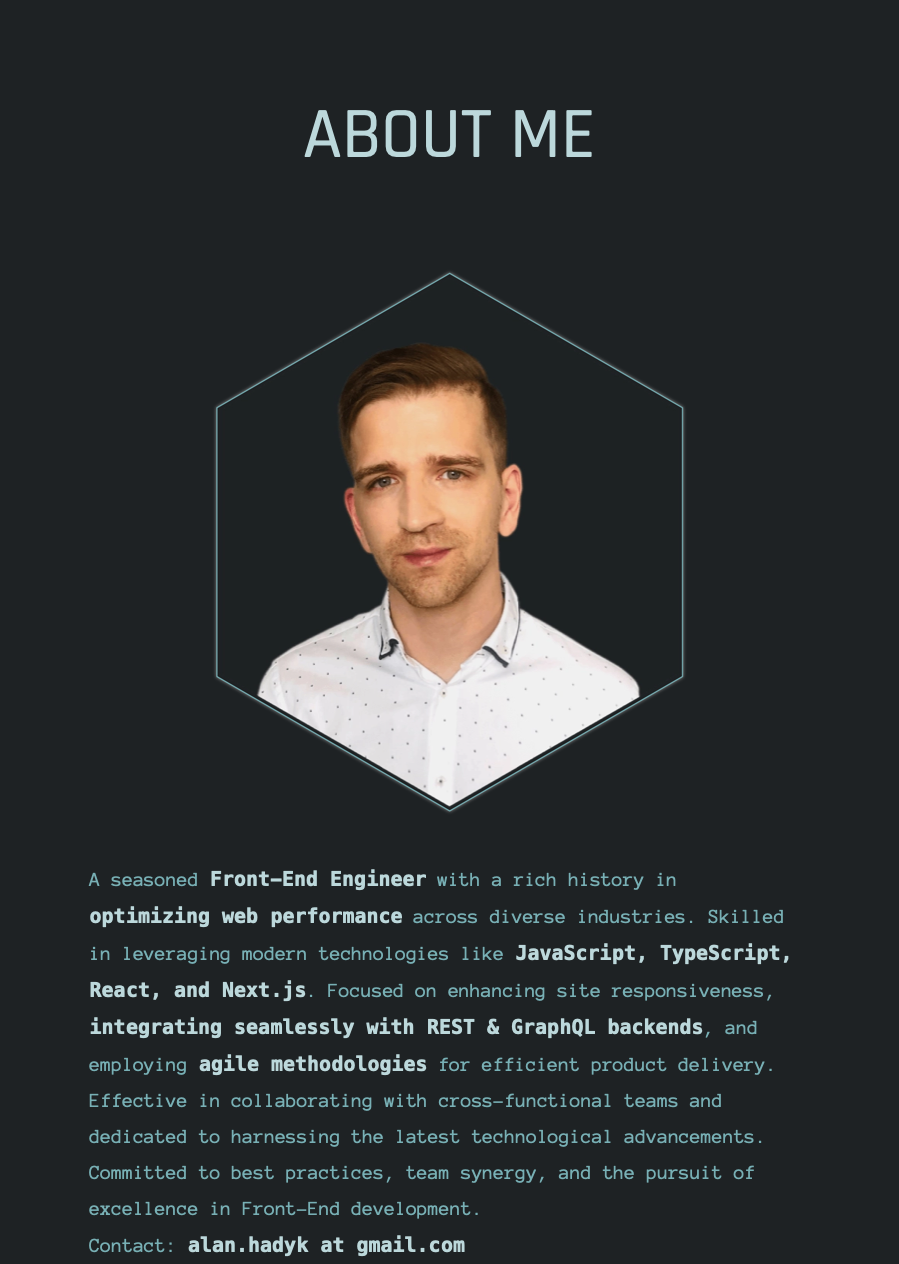 ABOUT ME
A seasoned Front-End Engineer with a rich history in
optimizing web performance across diverse industries. Skilled
in leveraging modern technologies like JavaScript, TypeScript,
React, and Next.js. Focused on enhancing site responsiveness,
integrating seamlessly with REST & GraphQL backends, and
employing agile methodologies for efficient product delivery.
Effective in collaborating with cross-functional teams and
dedicated to harnessing the latest technological advancements.
Committed to best practices, team synergy, and the pursuit of
excellence in Front-End development.
Contact: alan.hadyk at gmail.com